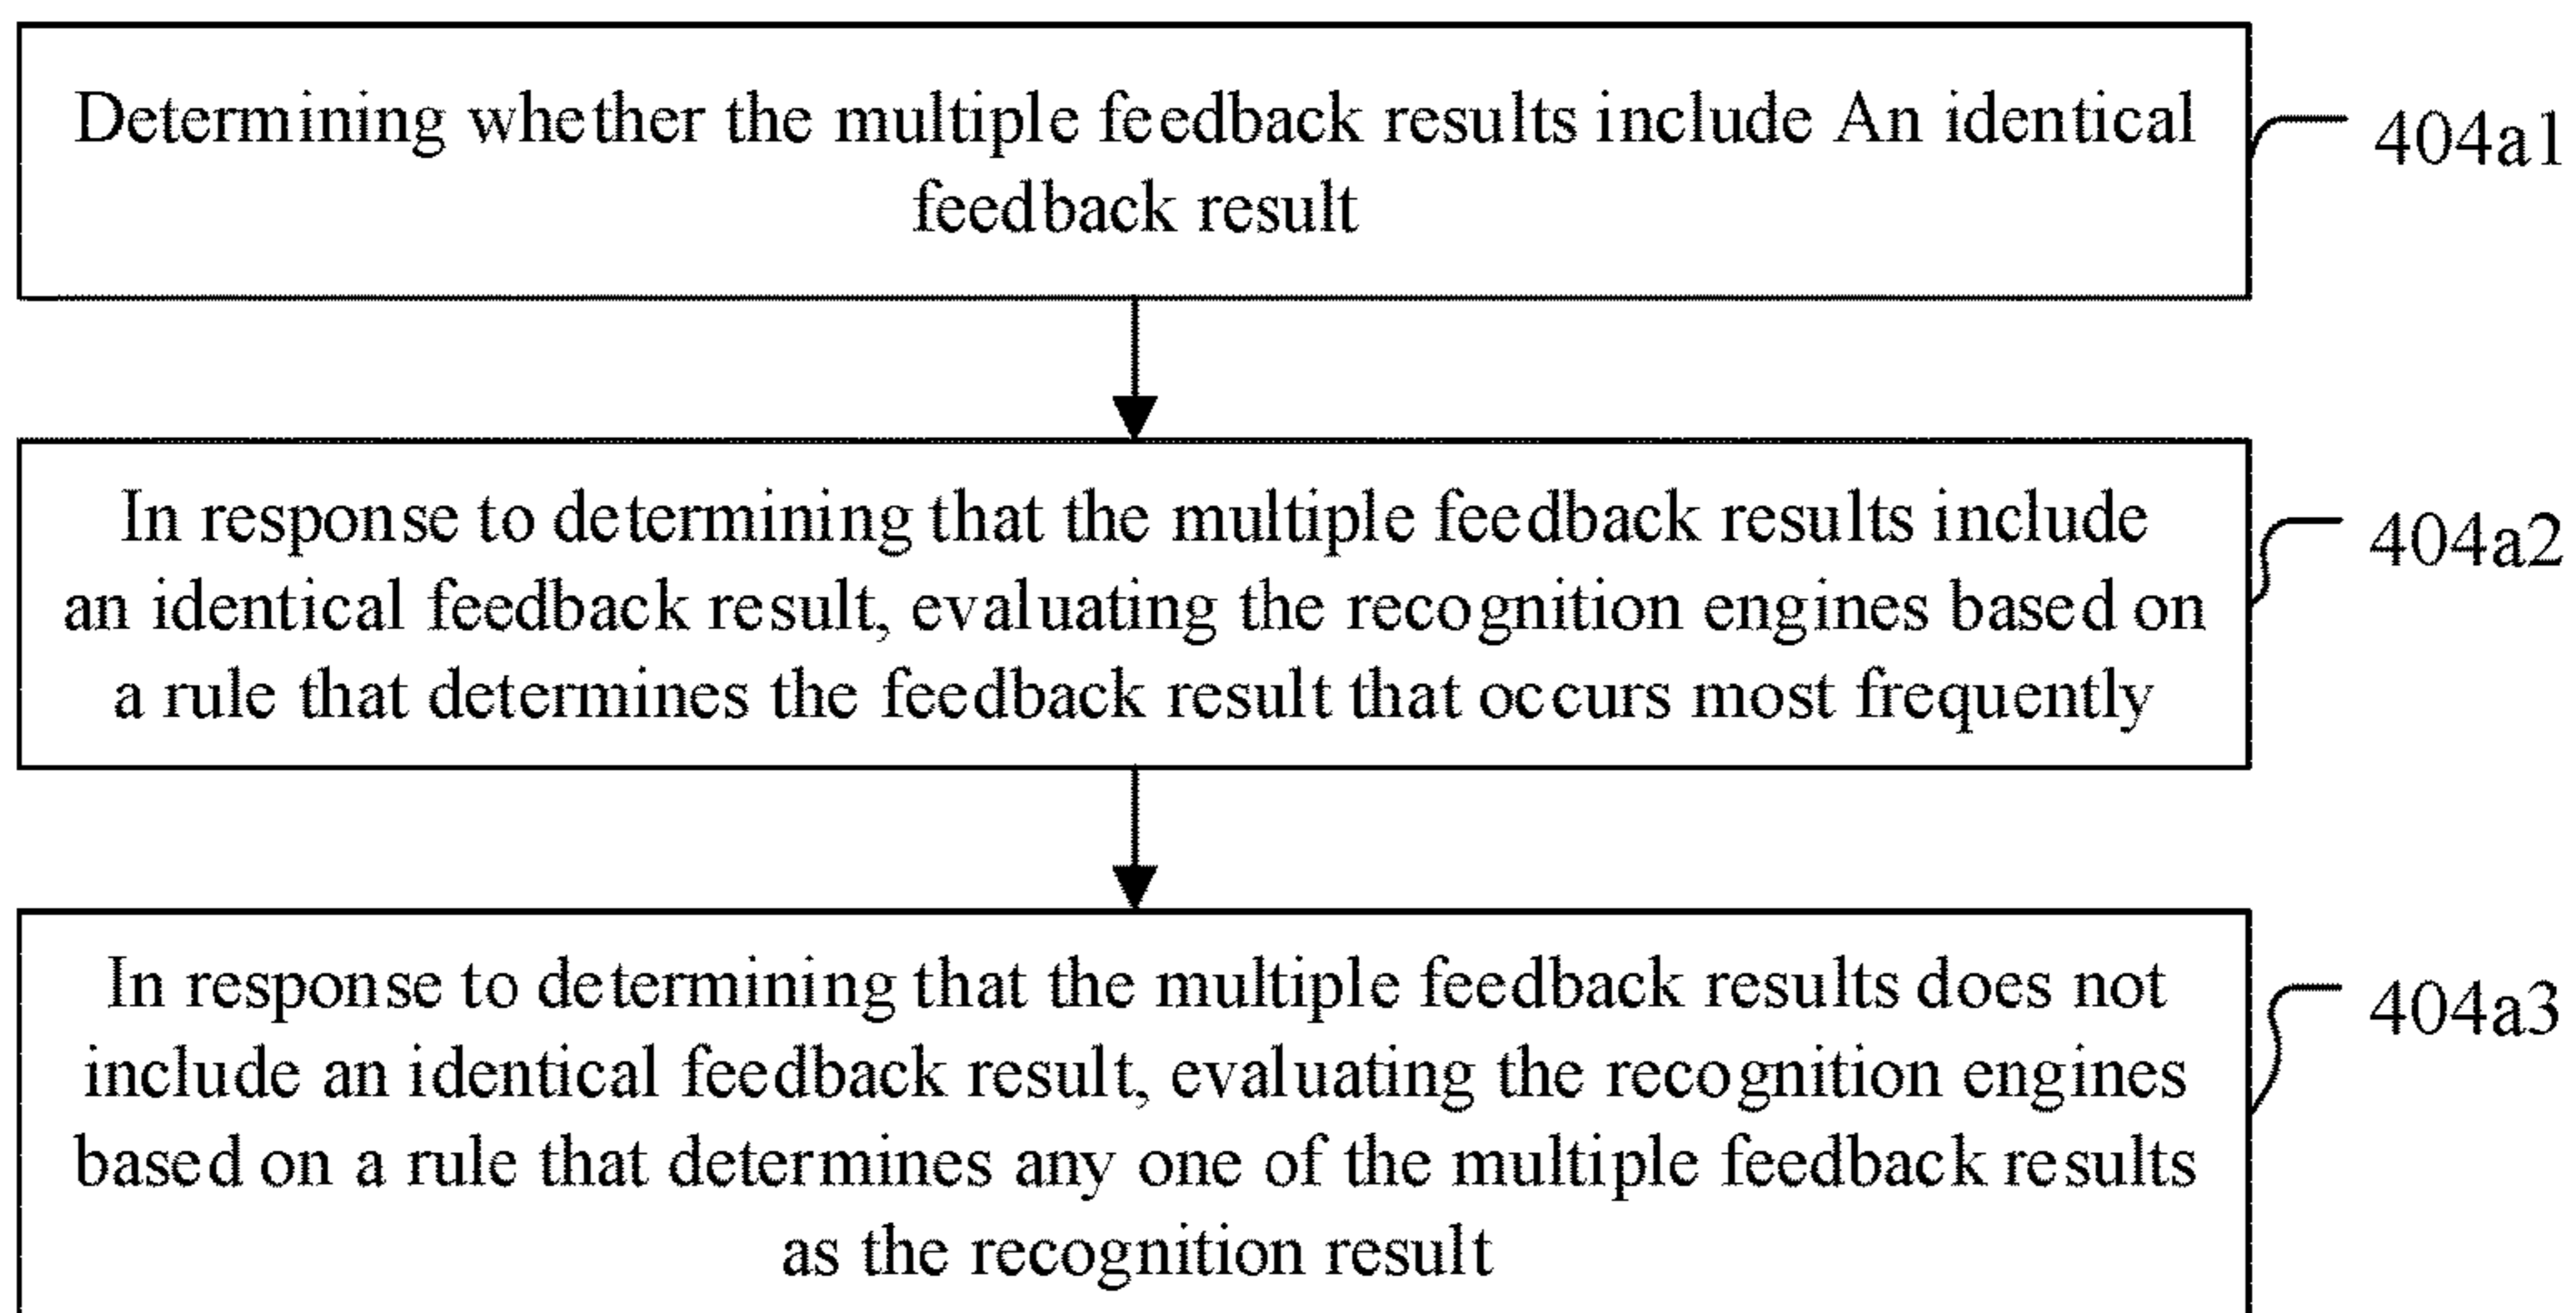 Determining whether the multiple feedback results include An identical
feedback result
404a1
In response to determining that the multiple feedback results include
an identical feedback result, evaluating the recognition engines based on
a rule that determines the feedback result that occurs most frequently
404a2
In response to determining that the multiple feedback results does not
include an identical feedback result, evaluating the recognition engines
based on a rule that determines any one of the multiple feedback results
as the recognition result
404a3